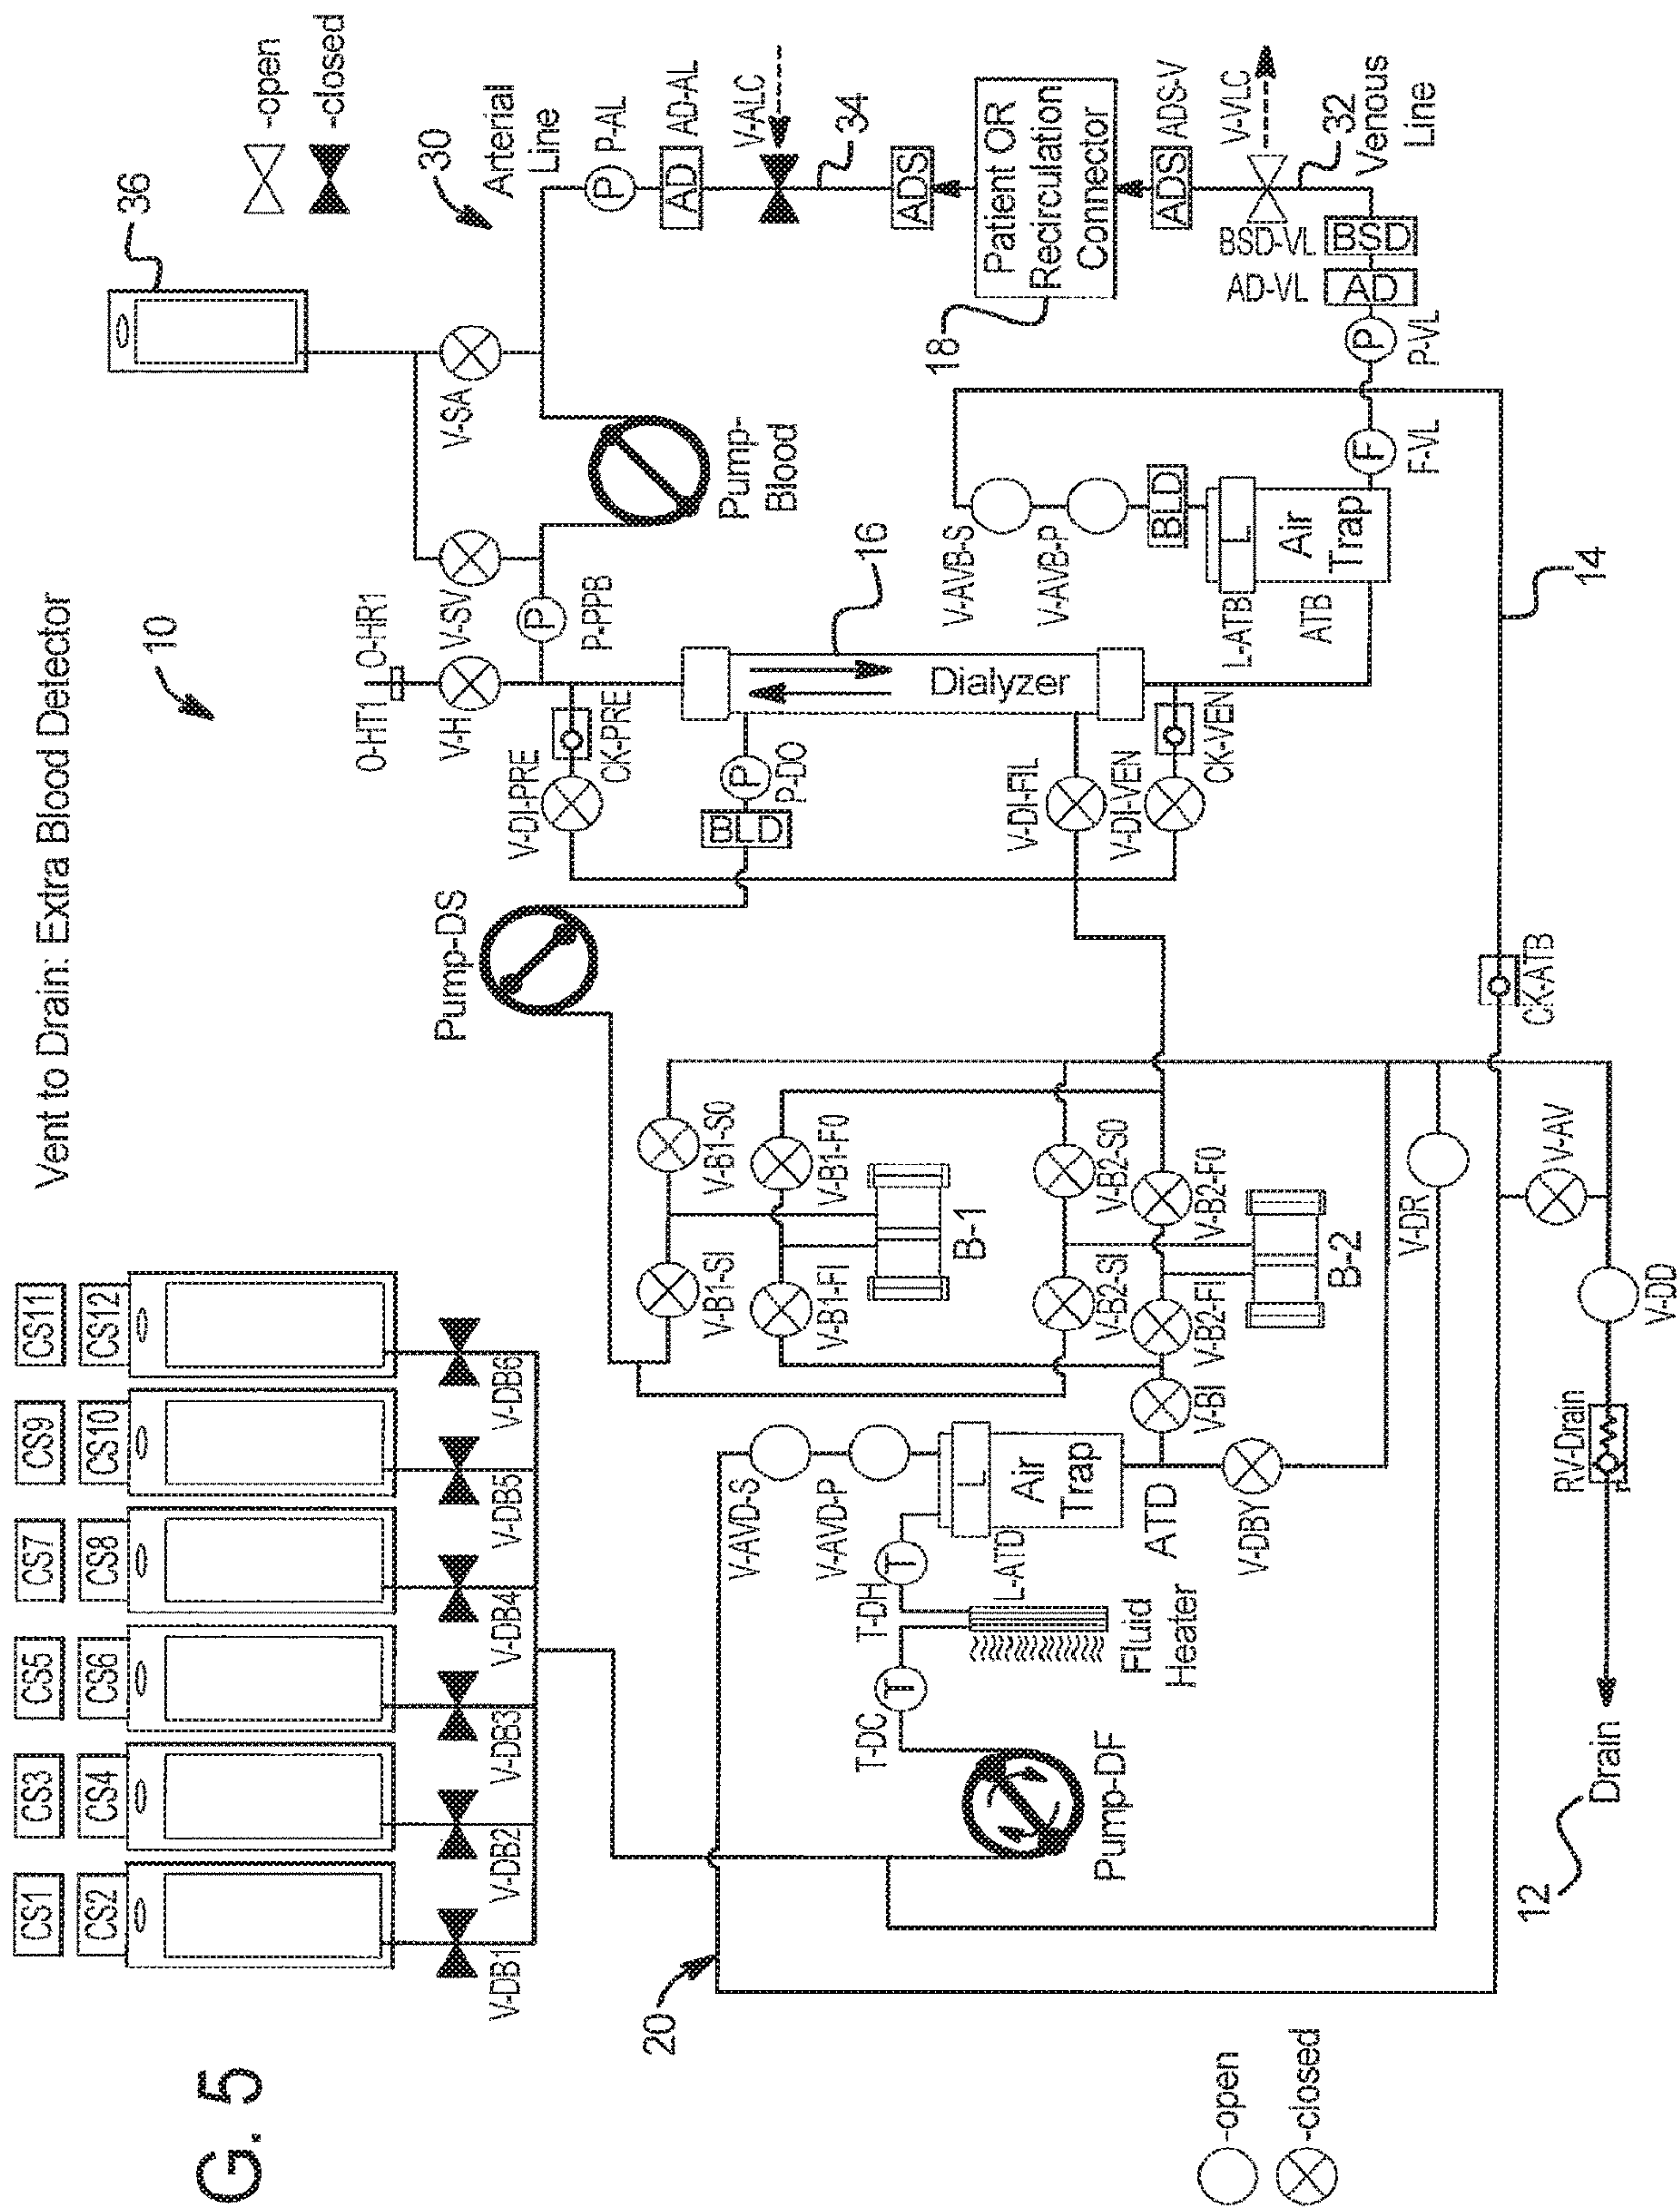 G. 5
Vent to Drain: Extra Blood Detector
10
-open
-closed
36
30
Arterial
Line
P
P-AL
AD
AD-AL
V-ALC
34
ADS
Patient OR
Recirculation
Connector
18
ADS
ADS-V
V-VLC
32
Venous
Line
BSD-VL
BSD
AD-VL
AD
P
P-VL
F
F-VL
V-SA
V-SV
Pump-
Blood
O-HT1
O-HR1
V-H
P
P-PPB
CK-PRE
V-DI-PRE
16
Dialyzer
P
P-DO
BLD
V-DI-FIL
V-DI-VEN
CK-VEN
V-AVB-S
V-AVB-P
BLD
L
L-ATB
Air
Trap
ATB
14
CK-ATB
Pump-DS
V-B1-SO
V-B1-SI
V-B1-FO
V-B1-FI
B-1
V-B2-SO
V-B2-SI
V-B2-FO
V-B2-FI
B-2
V-BI
V-DBY
V-DR
V-AV
V-DD
RV-Drain
Drain
12
CS1
CS2
CS3
CS4
CS5
CS6
CS7
CS8
CS9
CS10
CS11
CS12
V-DB1
V-DB2
V-DB3
V-DB4
V-DB5
V-DB6
V-AVD-S
V-AVD-P
L
L-ATD
Air
Trap
ATD
T
T-DH
T
T-DC
Fluid
Heater
Pump-DF
20
-open
-closed